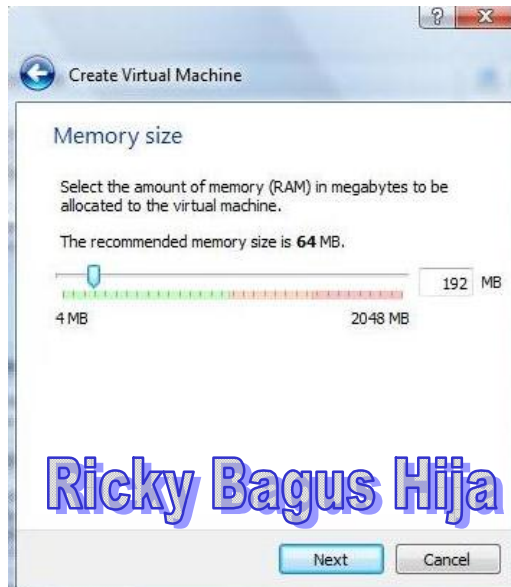 Create Virtual Machine
Memory size
Select the amount of memory (RAM) in megabytes to be
allocated to the virtual machine.
The recommended memory size is 64 MB.
192 MB
4 MB 2048 MB
Ricky Bagus Hija
Next Cancel